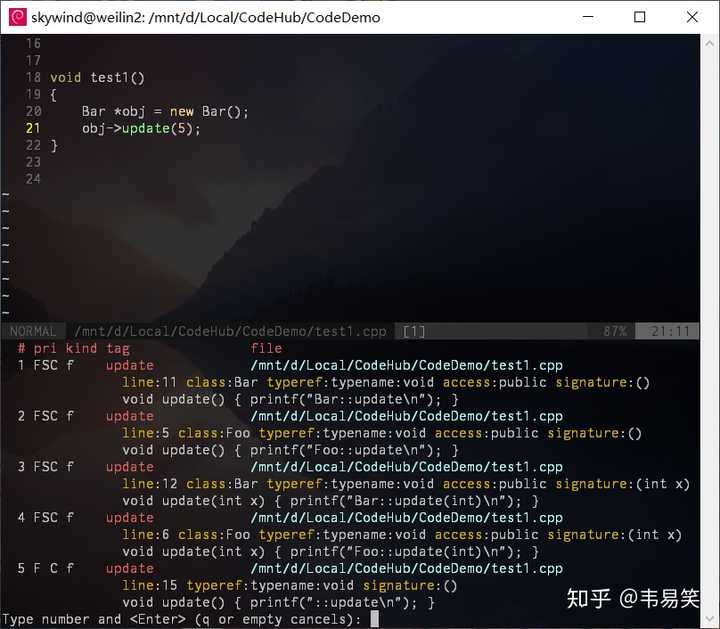 skywind@weilin2: /mnt/d/Local/CodeHub/CodeDemo
16
17
18 void test1()
19 {
20     Bar *obj = new Bar();
21     obj->update(5);
22 }
23
24
~
~
~
~
~
~
~
~
NORMAL /mnt/d/Local/CodeHub/CodeDemo/test1.cpp [1] 87% 21:11
# pri kind tag file
1 FSC f update /mnt/d/Local/CodeHub/CodeDemo/test1.cpp
line:11 class:Bar typeref:typename:void access:public signature:()
void update() { printf("Bar::update\n"); }
2 FSC f update /mnt/d/Local/CodeHub/CodeDemo/test1.cpp
line:5 class:Foo typeref:typename:void access:public signature:()
void update() { printf("Foo::update\n"); }
3 FSC f update /mnt/d/Local/CodeHub/CodeDemo/test1.cpp
line:12 class:Bar typeref:typename:void access:public signature:(int x)
void update(int x) { printf("Bar::update(int)\n"); }
4 FSC f update /mnt/d/Local/CodeHub/CodeDemo/test1.cpp
line:6 class:Foo typeref:typename:void access:public signature:(int x)
void update(int x) { printf("Foo::update(int)\n"); }
5 F C f update /mnt/d/Local/CodeHub/CodeDemo/test1.cpp
line:15 typeref:typename:void signature:()
void update() { printf("::update\n"); }
Type number and <Enter> (q or empty cancels):
知乎 @韦易笑